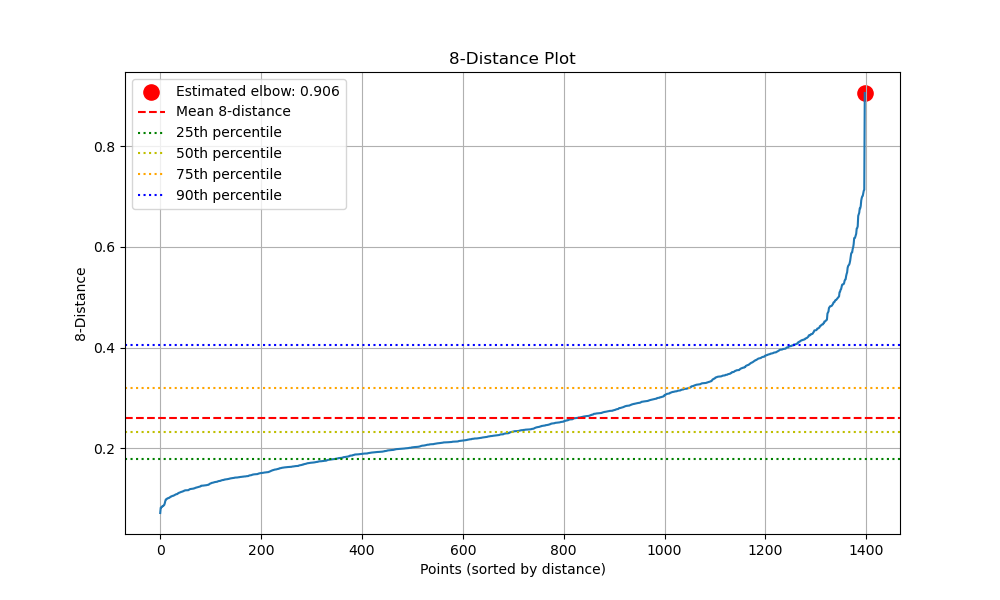 8-Distance Plot
Estimated elbow: 0.906
Mean 8-distance
25th percentile
50th percentile
75th percentile
90th percentile
8-Distance
0.8
0.6
0.4
0.2
0 200 400 600 800 1000 1200 1400
Points (sorted by distance)